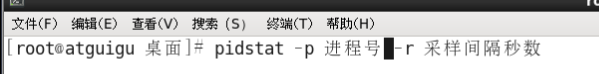 文件(F) 编辑(E) 查看(V) 搜索 (S) 终端(T) 帮助(H)
[root@atguigu 桌面]# pidstat -p 进程号 -r 采样间隔秒数